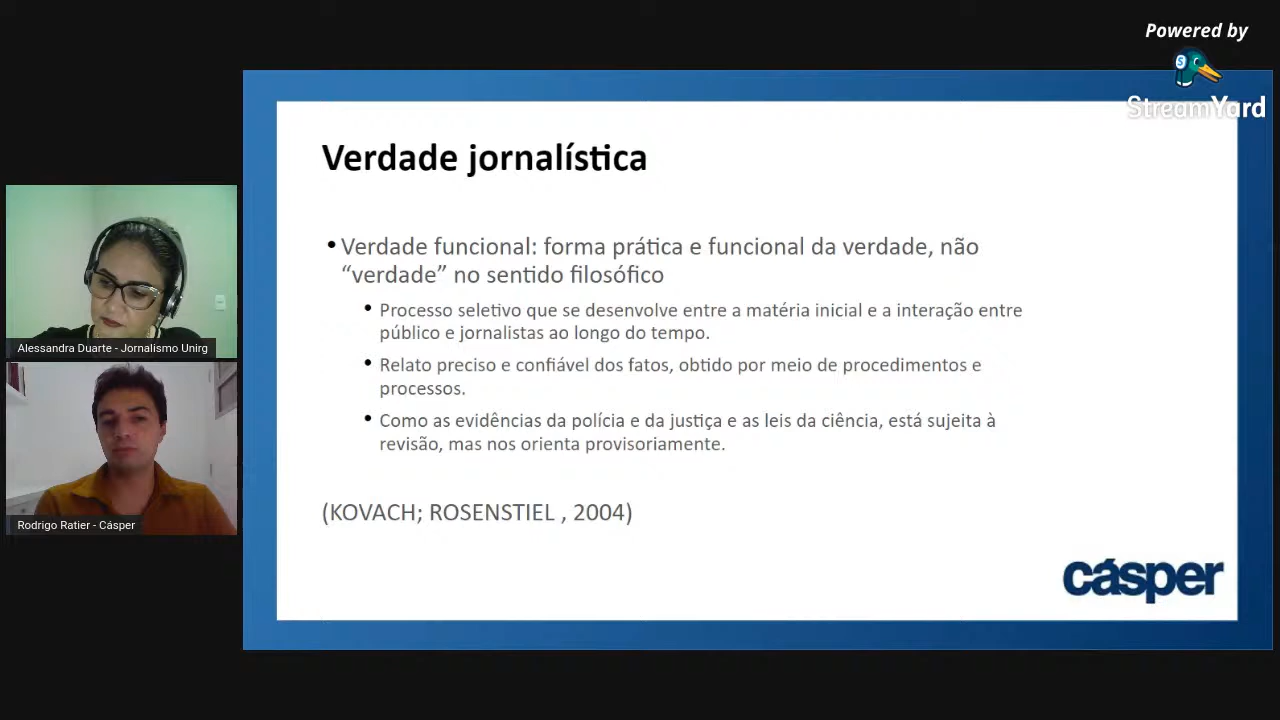 Powered by
StreamYard
Verdade jornalística
• Verdade funcional: forma prática e funcional da verdade, não
“verdade” no sentido filosófico
• Processo seletivo que se desenvolve entre a matéria inicial e a interação entre
público e jornalistas ao longo do tempo.
• Relato preciso e confiável dos fatos, obtido por meio de procedimentos e
processos.
• Como as evidências da polícia e da justiça e as leis da ciência, está sujeita à
revisão, mas nos orienta provisoriamente.
(KOVACH; ROSENSTIEL , 2004)
cásper
Alessandra Duarte - Jornalismo Unirg
Rodrigo Ratier - Cásper